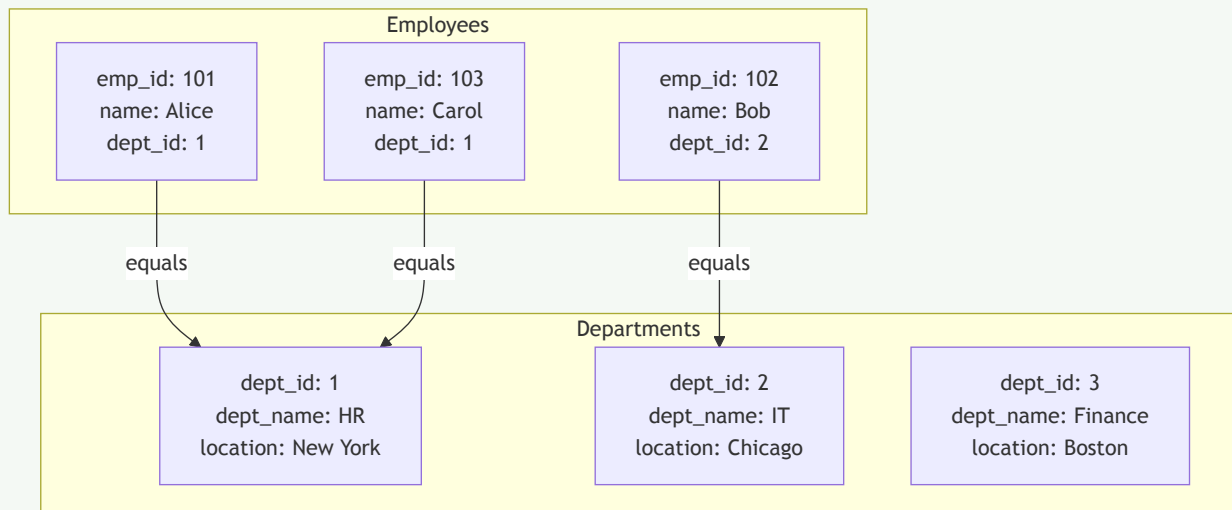 Employees
emp_id: 101
name: Alice
dept_id: 1
emp_id: 103
name: Carol
dept_id: 1
emp_id: 102
name: Bob
dept_id: 2
equals
equals
equals
Departments
dept_id: 1
dept_name: HR
location: New York
dept_id: 2
dept_name: IT
location: Chicago
dept_id: 3
dept_name: Finance
location: Boston